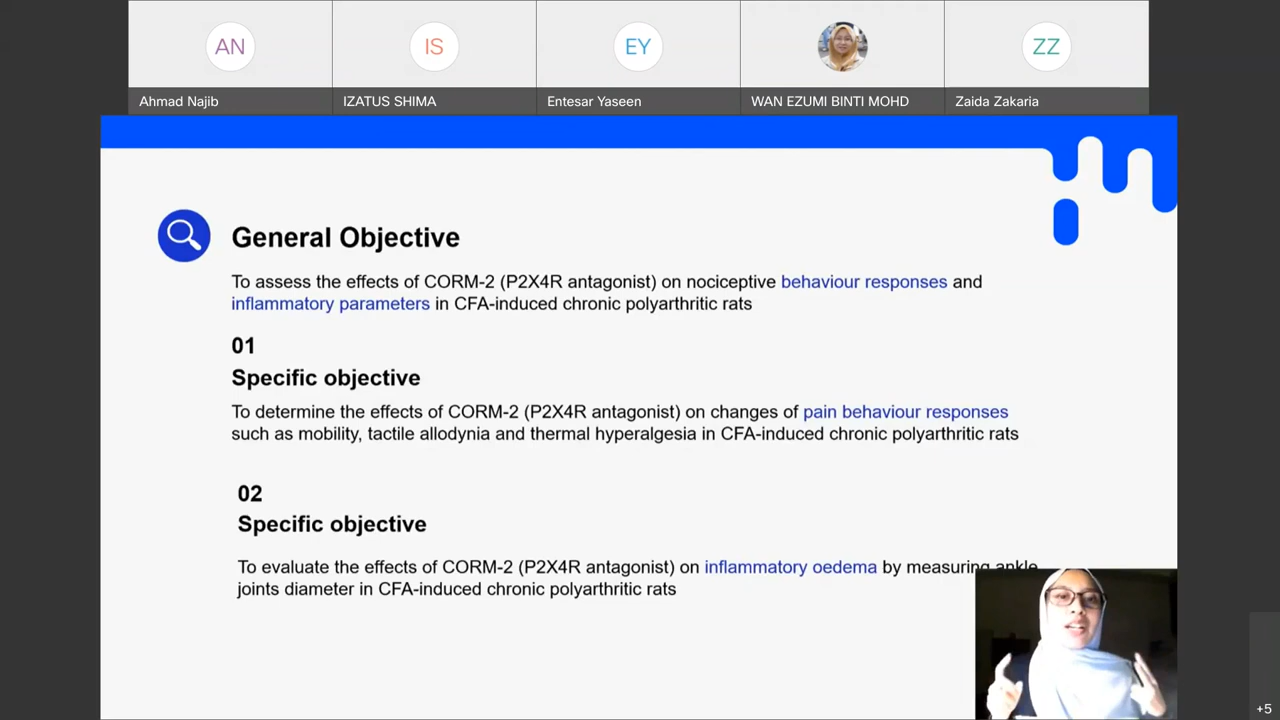 AN
IS
EY
ZZ
Ahmad Najib
IZATUS SHIMA
Entesar Yaseen
WAN EZUMI BINTI MOHD
Zaida Zakaria
General Objective
To assess the effects of CORM-2 (P2X4R antagonist) on nociceptive behaviour responses and
inflammatory parameters in CFA-induced chronic polyarthritic rats
01
Specific objective
To determine the effects of CORM-2 (P2X4R antagonist) on changes of pain behaviour responses
such as mobility, tactile allodynia and thermal hyperalgesia in CFA-induced chronic polyarthritic rats
02
Specific objective
To evaluate the effects of CORM-2 (P2X4R antagonist) on inflammatory oedema by measuring ankle
joints diameter in CFA-induced chronic polyarthritic rats
+5